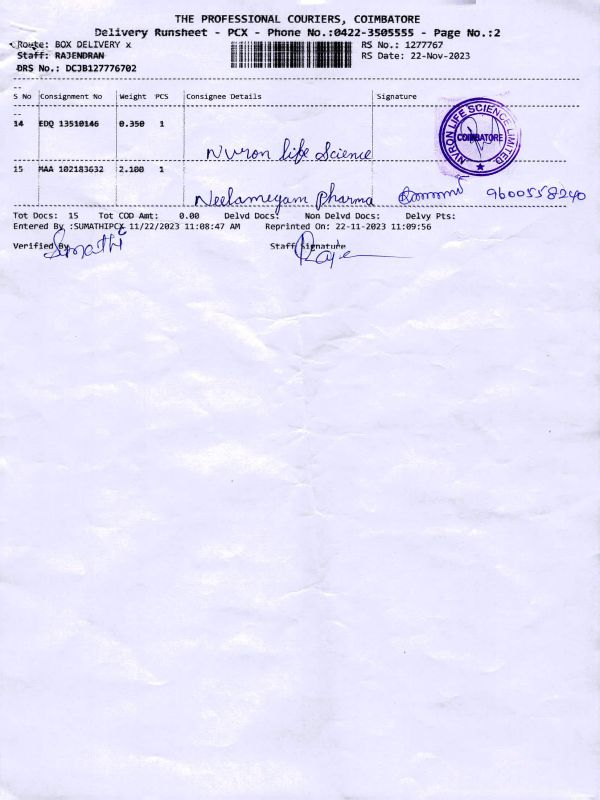 THE PROFESSIONAL COURIERS, COIMBATORE
Delivery Runsheet - PCX - Phone No.:0422-3505555 - Page No.:2
Route: BOX DELIVERY x RS No.: 1277767
Staff: RAJENDRAN RS Date: 22-Nov-2023
DRS No.: DCJB127776702
S No Consignment No Weight PCS Consignee Details Signature
14 EDQ 13510146 0.350 1
Nuron life Science
NVRON LIFE SCIENCE LIMITED
COIMBATORE
15 MAA 102183632 2.100 1
Neelameyam Pharma 9600558240
Tot Docs: 15 Tot COD Amt: 0.00 Delvd Docs: Non Delvd Docs: Delvy Pts:
Entered By :SUMATHIPCX 11/22/2023 11:08:47 AM Reprinted On: 22-11-2023 11:09:56
Verified By Staff Signature